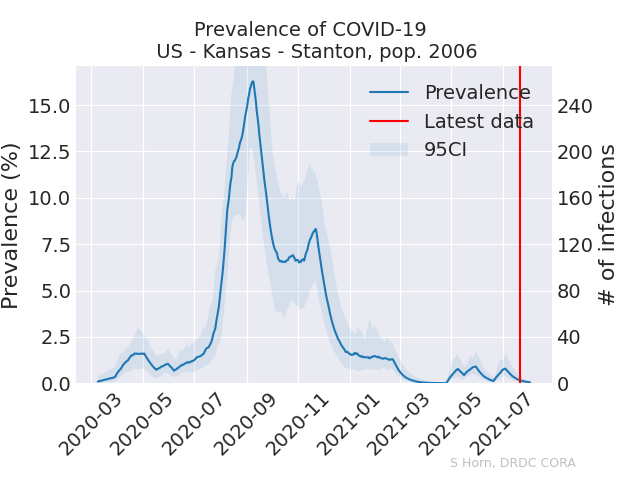 Prevalence of COVID-19
US - Kansas - Stanton, pop. 2006
Prevalence
Latest data
95CI
Prevalence (%)
15.0
12.5
10.0
7.5
5.0
2.5
0.0
240
200
160
120
80
40
0
# of infections
2020-03
2020-05
2020-07
2020-09
2020-11
2021-01
2021-03
2021-05
2021-07
S Horn, DRDC CORA